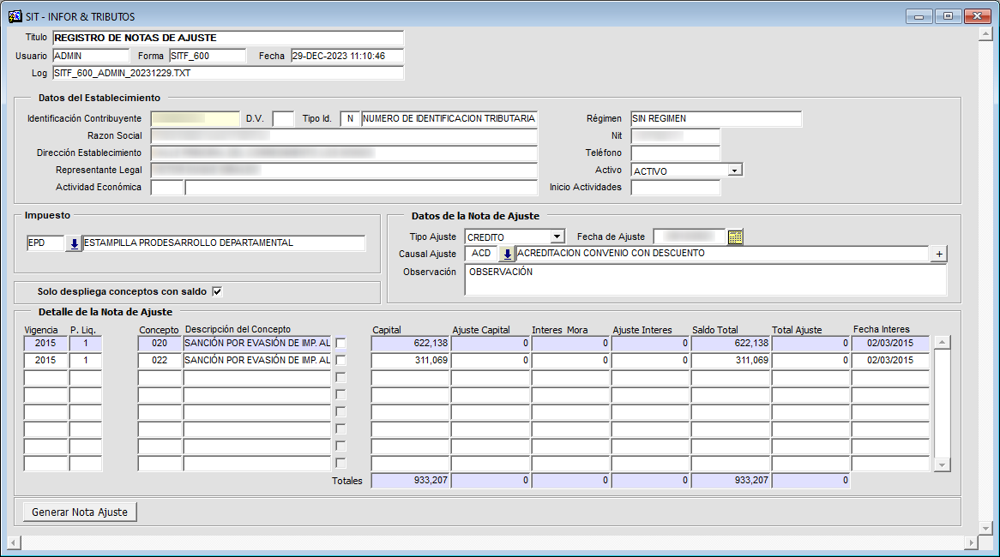 SIT - INFOR & TRIBUTOS
Titulo REGISTRO DE NOTAS DE AJUSTE
Usuario ADMIN Forma SITF_600 Fecha 29-DEC-2023 11:10:46
Log SITF_600_ADMIN_20231229.TXT
Datos del Establecimiento
Identificación Contribuyente D.V. Tipo Id. N NUMERO DE IDENTIFICACION TRIBUTARIA Régimen SIN REGIMEN
Razon Social Nit
Dirección Establecimiento Teléfono
Representante Legal Activo ACTIVO
Actividad Económica Inicio Actividades
Impuesto
EPD ESTAMPILLA PRODESARROLLO DEPARTAMENTAL
Solo despliega conceptos con saldo
Datos de la Nota de Ajuste
Tipo Ajuste CREDITO Fecha de Ajuste
Causal Ajuste ACD ACREDITACION CONVENIO CON DESCUENTO +
Observación OBSERVACIÓN
Detalle de la Nota de Ajuste
Vigencia P. Liq. Concepto Descripción del Concepto Capital Ajuste Capital Interes Mora Ajuste Interes Saldo Total Total Ajuste Fecha Interes
2015 1 020 SANCIÓN POR EVASIÓN DE IMP. AL 622,138 0 0 0 622,138 0 02/03/2015
2015 1 022 SANCIÓN POR EVASIÓN DE IMP. AL 311,069 0 0 0 311,069 0 02/03/2015
Totales 933,207 0 0 0 933,207 0
Generar Nota Ajuste